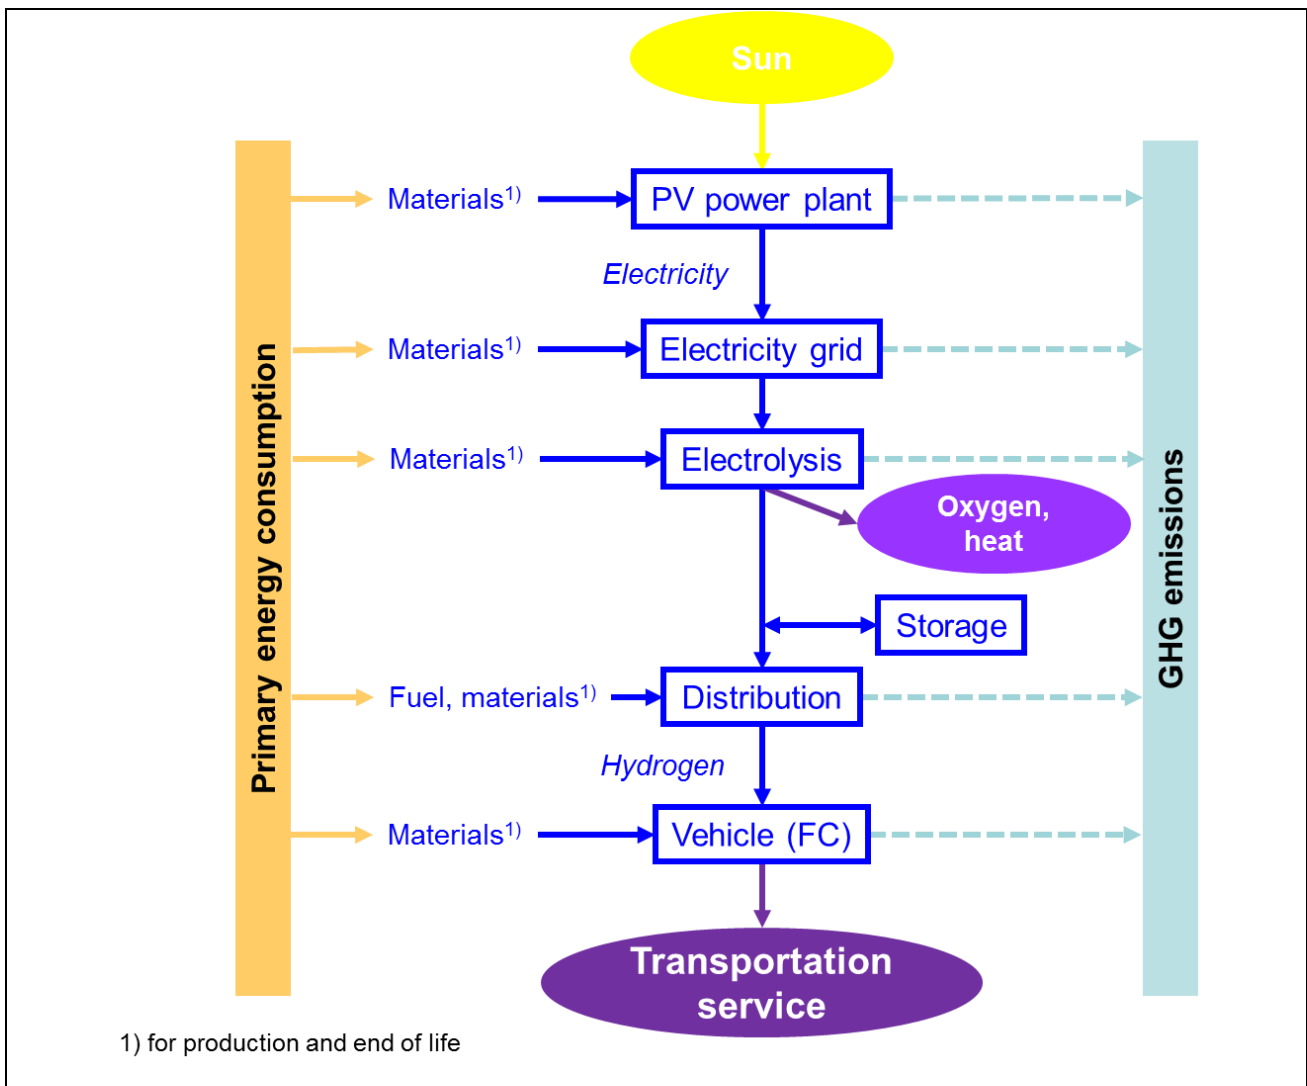 Sun
Materials1)
PV power plant
Electricity
Materials1)
Electricity grid
Materials1)
Electrolysis
Oxygen,
heat
Storage
Fuel, materials1)
Distribution
Hydrogen
Materials1)
Vehicle (FC)
Transportation
service
Primary energy consumption
GHG emissions
1) for production and end of life